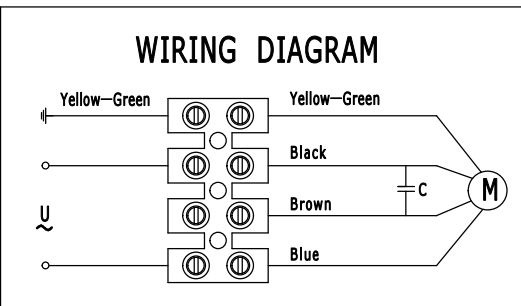 WIRING DIAGRAM
Yellow-Green
Yellow-Green
Black
C
M
Brown
U
~
Blue